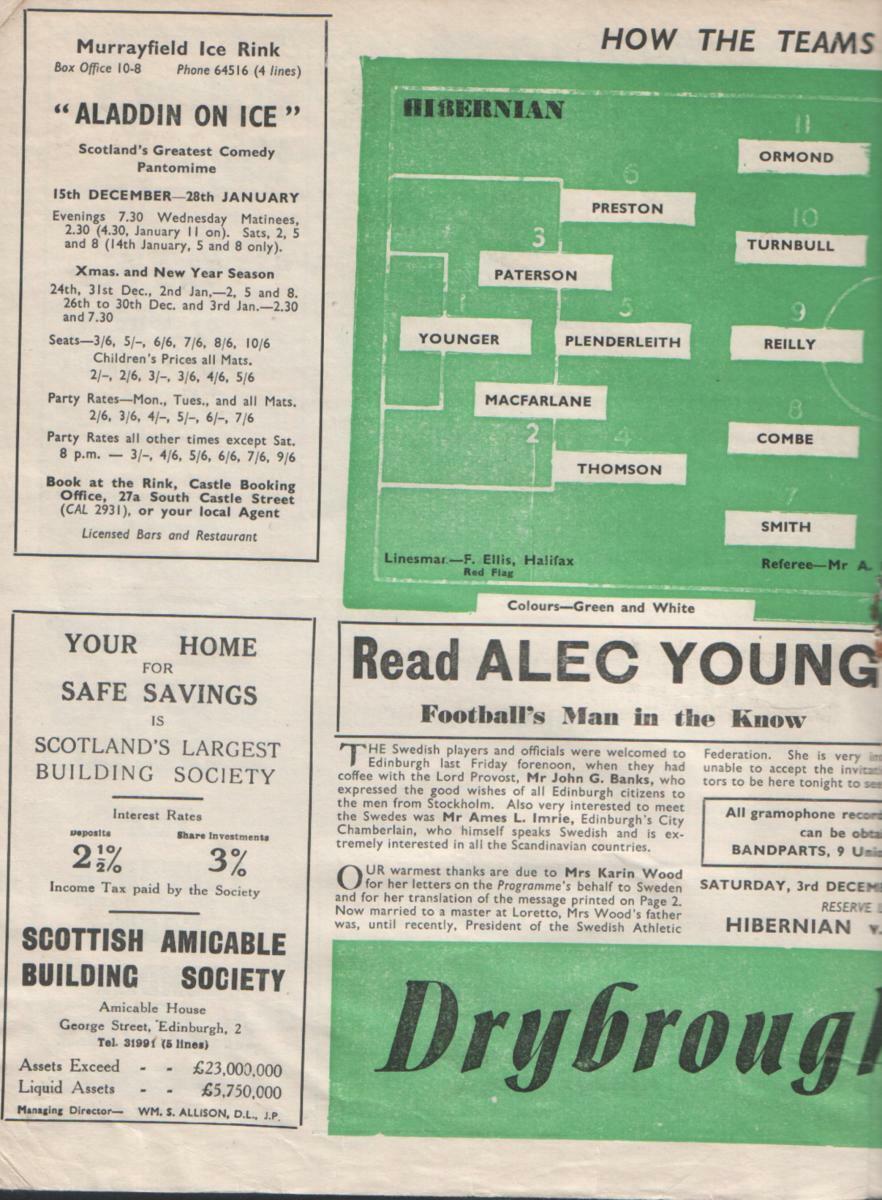 Murrayfield Ice Rink
Box Office 10-8 Phone 64516 (4 lines)
“ALADDIN ON ICE”
Scotland's Greatest Comedy
Pantomime
15th DECEMBER—28th JANUARY
Evenings 7.30 Wednesday Matinees,
2.30 (4.30, January 11 on). Sats, 2, 5
and 8 (14th January, 5 and 8 only).
Xmas. and New Year Season
24th, 31st Dec., 2nd Jan,—2, 5 and 8.
26th to 30th Dec. and 3rd Jan.—2.30
and 7.30
Seats—3/6, 5/–, 6/6, 7/6, 8/6, 10/6
Children's Prices all Mats.
2/–, 2/6, 3/–, 3/6, 4/6, 5/6
Party Rates—Mon., Tues., and all Mats.
2/6, 3/6, 4/–, 5/–, 6/–, 7/6
Party Rates all other times except Sat.
8 p.m. — 3/–, 4/6, 5/6, 6/6, 7/6, 9/6
Book at the Rink, Castle Booking
Office, 27a South Castle Street
(CAL 2931), or your local Agent
Licensed Bars and Restaurant
YOUR HOME
FOR
SAFE SAVINGS
IS
SCOTLAND'S LARGEST
BUILDING SOCIETY
Interest Rates
Deposits Share Investments
2½% 3%
Income Tax paid by the Society
SCOTTISH AMICABLE
BUILDING SOCIETY
Amicable House
George Street, Edinburgh, 2
Tel. 31991 (5 lines)
Assets Exceed - - £23,000,000
Liquid Assets - - £5,750,000
Managing Director— WM. S. ALLISON, D.L., J.P.
HOW THE TEAMS
HIBERNIAN
11
ORMOND
6
PRESTON
10
TURNBULL
3
PATERSON
1
YOUNGER
5
PLENDERLEITH
9
REILLY
MACFARLANE
2
8
COMBE
4
THOMSON
7
SMITH
Linesman—F. Ellis, Halifax
Red Flag
Referee—Mr A.
Colours—Green and White
Read ALEC YOUNG
Football's Man in the Know
THE Swedish players and officials were welcomed to
Edinburgh last Friday forenoon, when they had
coffee with the Lord Provost, Mr John G. Banks, who
expressed the good wishes of all Edinburgh citizens to
the men from Stockholm. Also very interested to meet
the Swedes was Mr Ames L. Imrie, Edinburgh's City
Chamberlain, who himself speaks Swedish and is ex-
tremely interested in all the Scandinavian countries.
OUR warmest thanks are due to Mrs Karin Wood
for her letters on the Programme's behalf to Sweden
and for her translation of the message printed on Page 2.
Now married to a master at Loretto, Mrs Wood's father
was, until recently, President of the Swedish Athletic
Federation. She is very
unable to accept the
tors to be here tonight to
All gramophone
can be
BANDPARTS, 9
SATURDAY, 3rd
RESERVE
HIBERNIAN v.
Drybrough